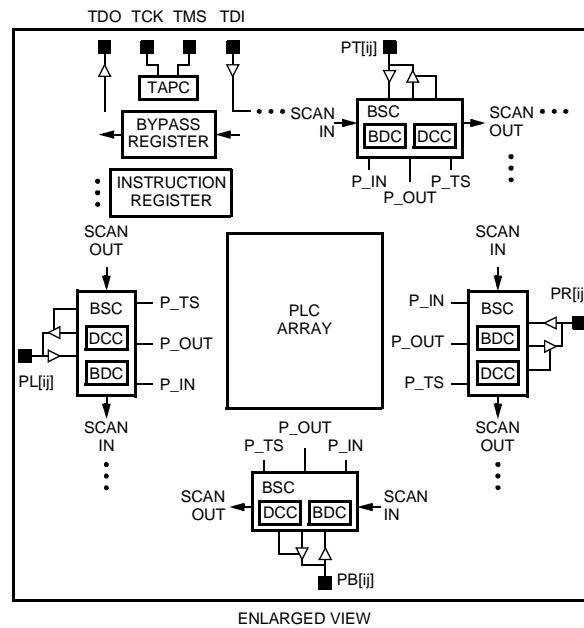 TDO TCK TMS TDI
PT[ij]
TAPC
BYPASS
REGISTER
SCAN
IN
BSC
BDC DCC
SCAN
OUT
P_IN
P_OUT
P_TS
INSTRUCTION
REGISTER
SCAN
OUT
BSC
DCC
BDC
P_TS
P_OUT
P_IN
PL[ij]
SCAN
IN
PLC
ARRAY
SCAN
IN
P_IN
P_OUT
P_TS
BSC
BDC
DCC
PR[ij]
SCAN
OUT
P_OUT
P_TS
P_IN
BSC
DCC BDC
SCAN
OUT
SCAN
IN
PB[ij]
ENLARGED VIEW